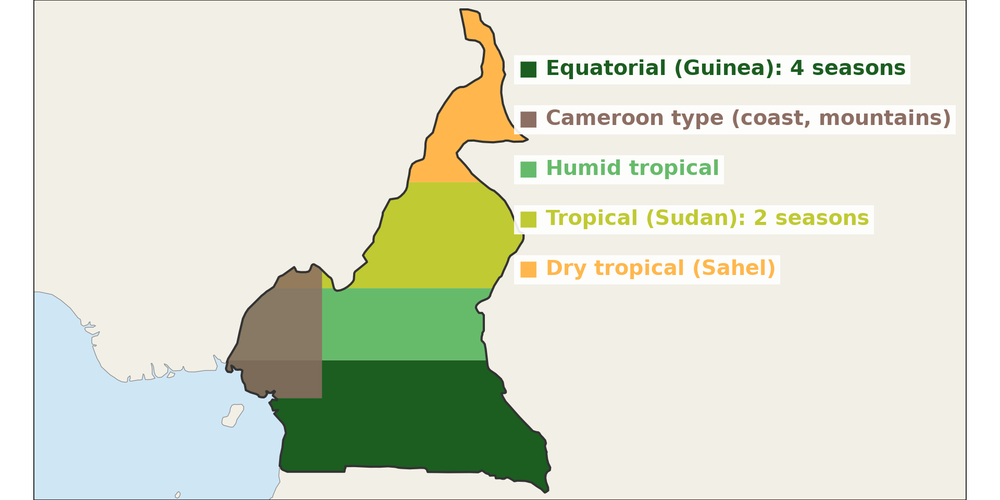 Equatorial (Guinea): 4 seasons
Cameroon type (coast, mountains)
Humid tropical
Tropical (Sudan): 2 seasons
Dry tropical (Sahel)